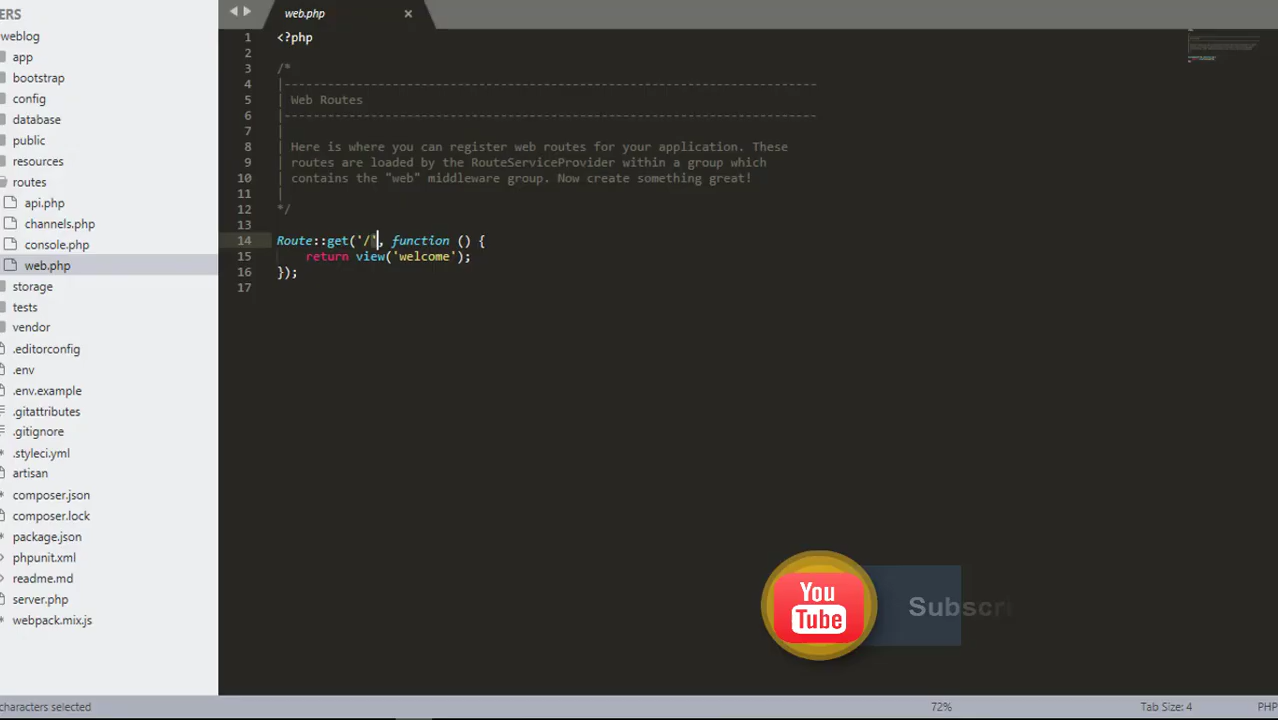 ERS
web.php ×
weblog
app
bootstrap
config
database
public
resources
routes
api.php
channels.php
console.php
web.php
storage
tests
vendor
.editorconfig
.env
.env.example
.gitattributes
.gitignore
.styleci.yml
artisan
composer.json
composer.lock
package.json
phpunit.xml
readme.md
server.php
webpack.mix.js
1 <?php
2
3 /*
4 |--------------------------------------------------------------------------
5 | Web Routes
6 |--------------------------------------------------------------------------
7 |
8 | Here is where you can register web routes for your application. These
9 | routes are loaded by the RouteServiceProvider within a group which
10 | contains the "web" middleware group. Now create something great!
11 |
12 */
13
14 Route::get('/', function () {
15     return view('welcome');
16 });
17
You
Tube
Subscri
characters selected
72%
Tab Size: 4
PHP